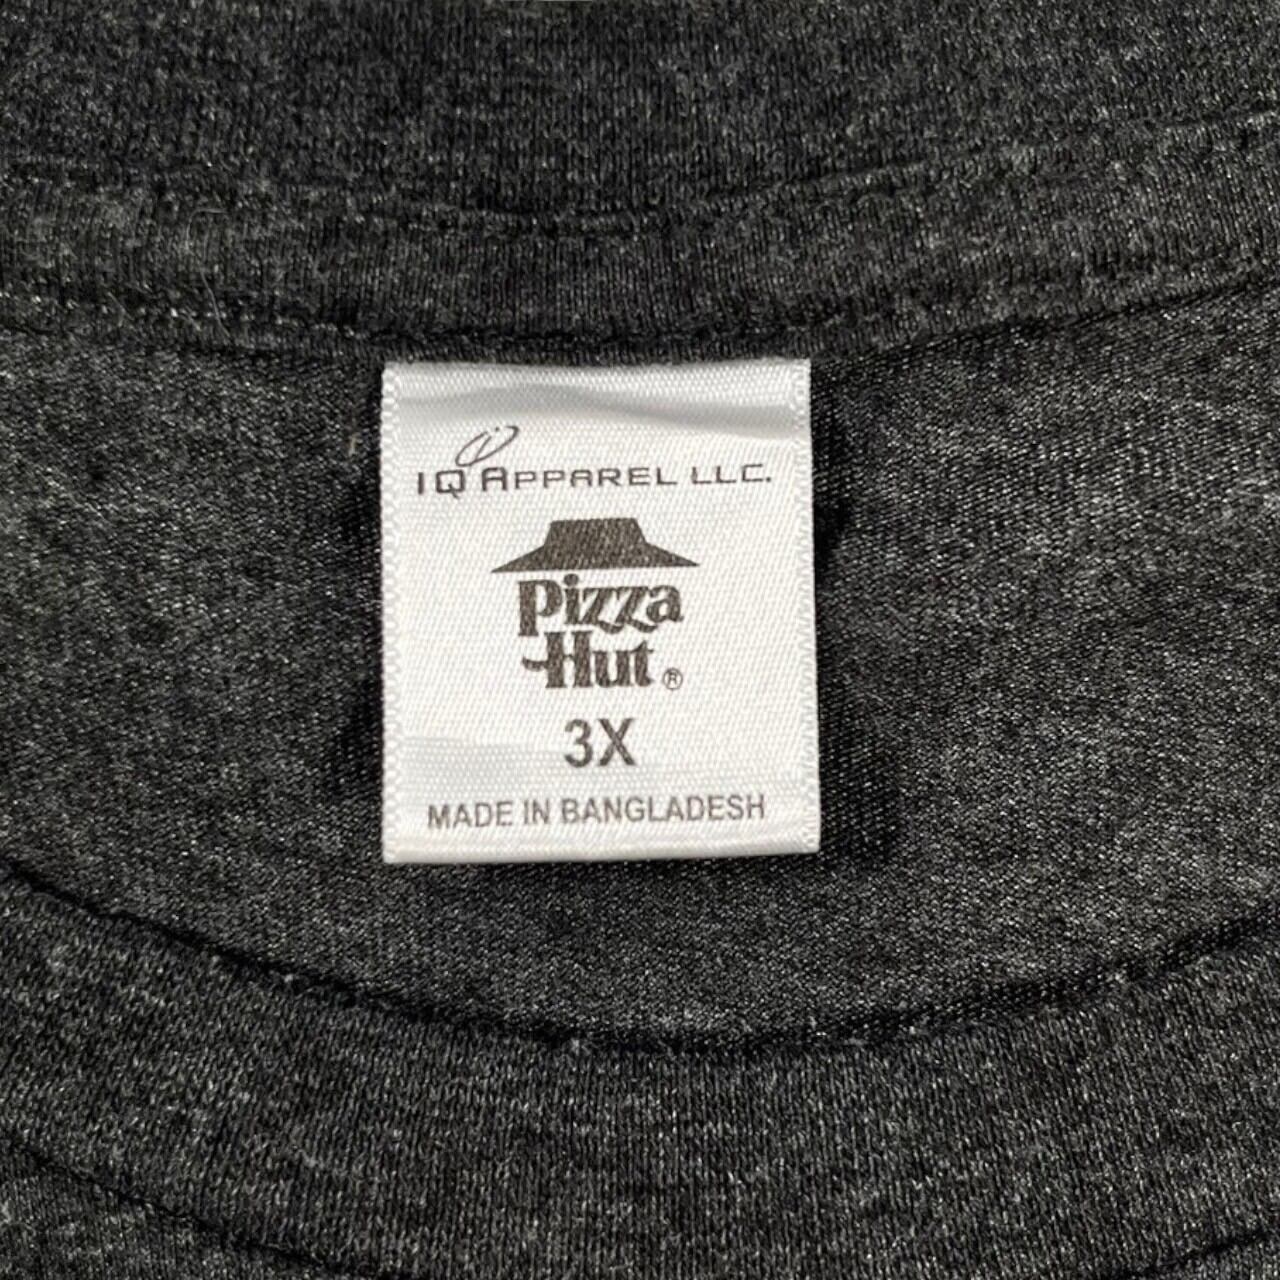 IQ APPAREL LLC.
Pizza
Hut ®
3X
MADE IN BANGLADESH